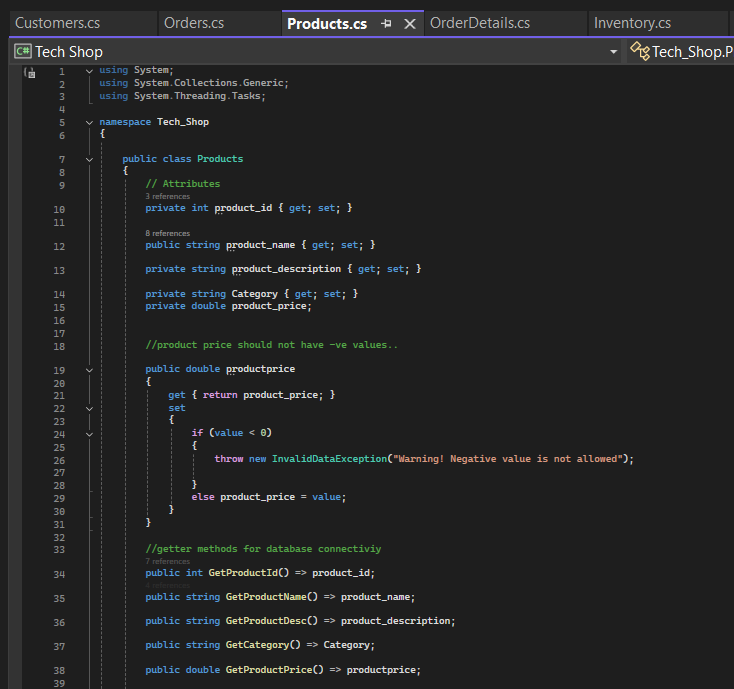 Customers.cs Orders.cs Products.cs OrderDetails.cs Inventory.cs
C# Tech Shop Tech_Shop.P
1 using System;
2 using System.Collections.Generic;
3 using System.Threading.Tasks;
4
5 namespace Tech_Shop
6 {
7 public class Products
8 {
9 // Attributes
3 references
10 private int product_id { get; set; }
11
8 references
12 public string product_name { get; set; }
13 private string product_description { get; set; }
14 private string Category { get; set; }
15 private double product_price;
16
17
18 //product price should not have -ve values..
19 public double productprice
20 {
21 get { return product_price; }
22 set
23 {
24 if (value < 0)
25 {
26 throw new InvalidDataException("Warning! Negative value is not allowed");
27
28 }
29 else product_price = value;
30 }
31 }
32
33 //getter methods for database connectiviy
7 references
34 public int GetProductId() => product_id;
35 public string GetProductName() => product_name;
36 public string GetProductDesc() => product_description;
37 public string GetCategory() => Category;
38 public double GetProductPrice() => productprice;
39